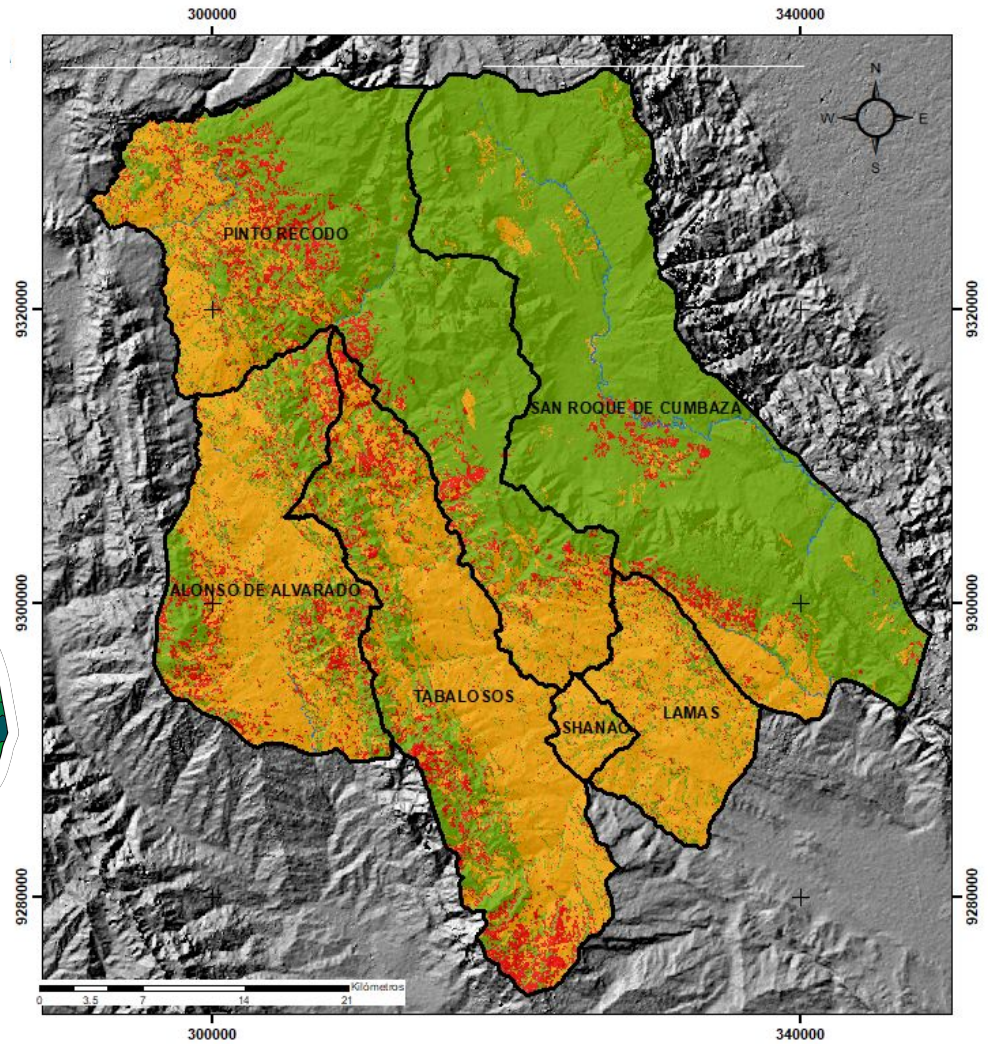 300000 340000
N
W E
S
PINTO RECODO
9320000 9320000
SAN ROQUE DE CUMBAZA
ALONSO DE ALVARADO
9300000 9300000
TABALOSOS
LAMAS
SHANAO
9280000 9280000
Kilómetros
0 3.5 7 14 21
300000 340000